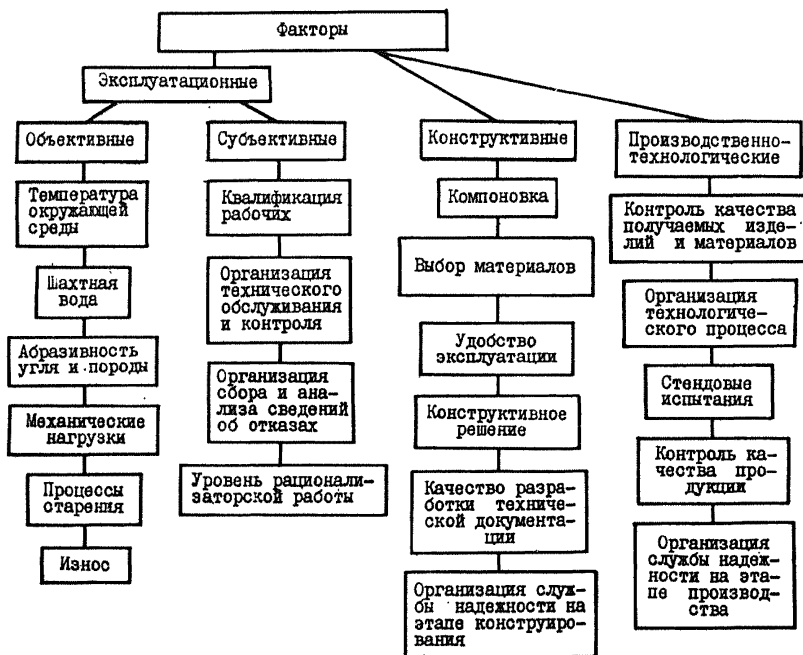 Факторы
Эксплуатационные
Объективные
Температура
окружающей
среды
Шахтная
вода
Абразивность
угля и породы
Механические
нагрузки
Процессы
старения
Износ
Субъективные
Квалификация
рабочих
Организация
технического
обслуживания
и контроля
Организация
сбора и ана-
лиза сведений
об отказах
Уровень рационали-
заторской работы
Конструктивные
Компоновка
Выбор материалов
Удобство
эксплуатации
Конструктивное
решение
Качество разра-
ботки техни-
ческой документа-
ции
Организация служ-
бы надежности на
этапе конструиро-
вания
Производственно-
технологические
Контроль качества
получаемых изде-
лий и материалов
Организация
технологичес-
кого процесса
Стендовые
испытания
Контроль ка-
чества про-
дукции
Организация
службы надеж-
ности на эта-
пе производ-
ства